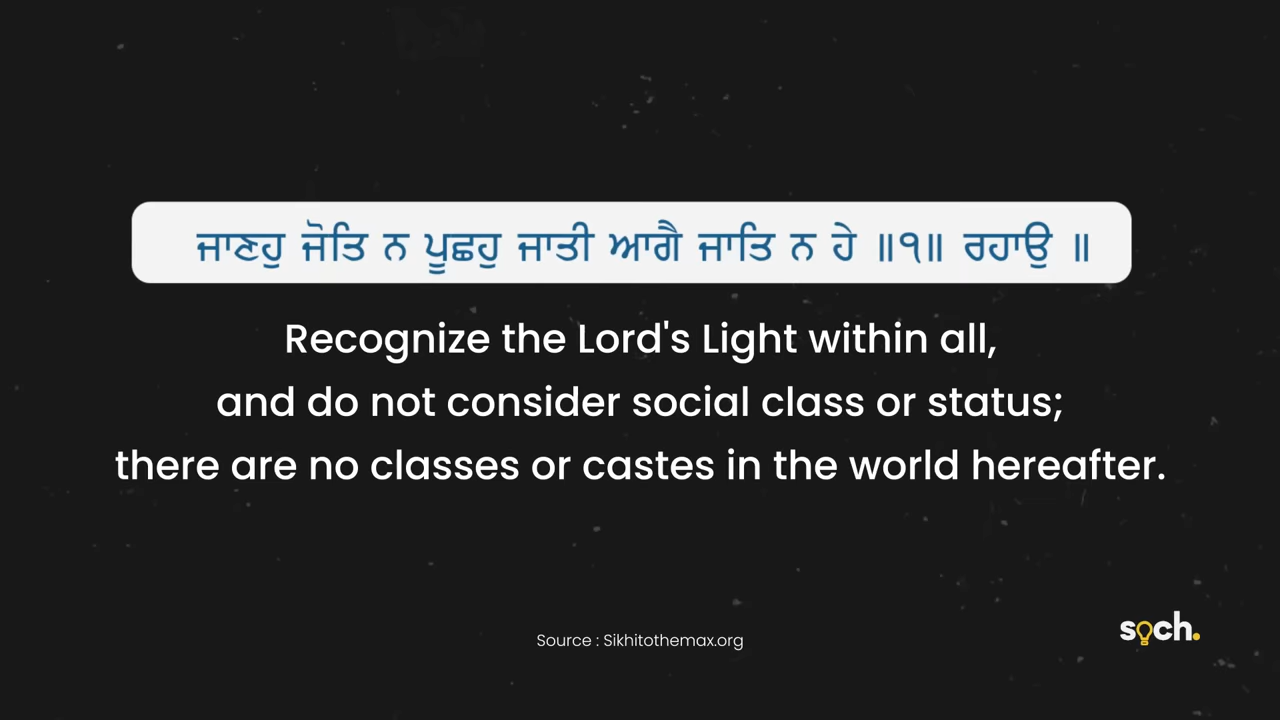 ਜਾਣਹੁ ਜੋਤਿ ਨ ਪੂਛਹੁ ਜਾਤੀ ਆਗੈ ਜਾਤਿ ਨ ਹੇ ॥੧॥ ਰਹਾਉ ॥
Recognize the Lord's Light within all,
and do not consider social class or status;
there are no classes or castes in the world hereafter.
Source : Sikhitothemax.org
soch.